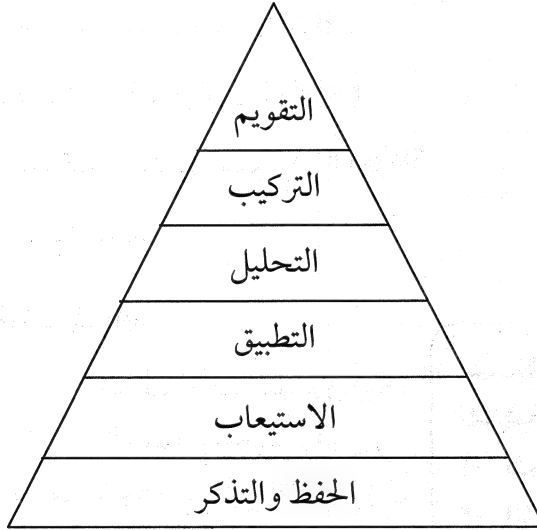 التقويم
التركيب
التحليل
التطبيق
الاستيعاب
الحفظ والتذكر